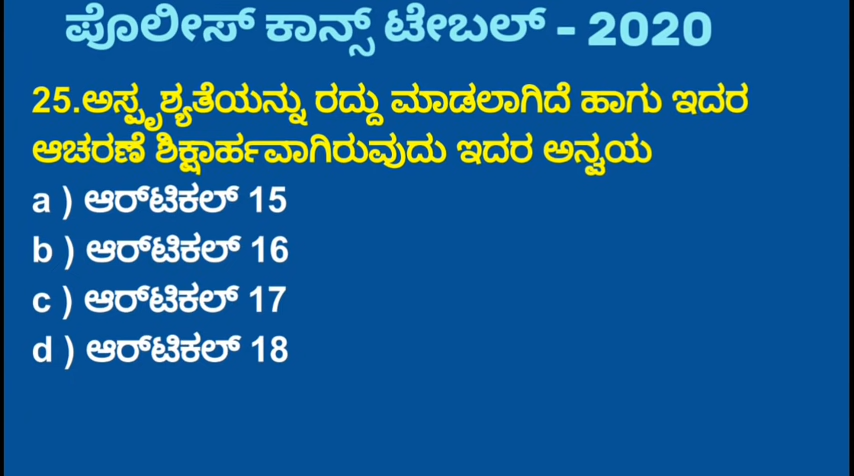 ಪೊಲೀಸ್ ಕಾನ್ಸ್ ಟೇಬಲ್ - 2020
25.ಅಸ್ಪೃಶ್ಯತೆಯನ್ನು ರದ್ದು ಮಾಡಲಾಗಿದೆ ಹಾಗು ಇದರ
ಆಚರಣೆ ಶಿಕ್ಷಾರ್ಹವಾಗಿರುವುದು ಇದರ ಅನ್ವಯ
a ) ಆರ್‌ಟಿಕಲ್ 15
b ) ಆರ್‌ಟಿಕಲ್ 16
c ) ಆರ್‌ಟಿಕಲ್ 17
d ) ಆರ್‌ಟಿಕಲ್ 18